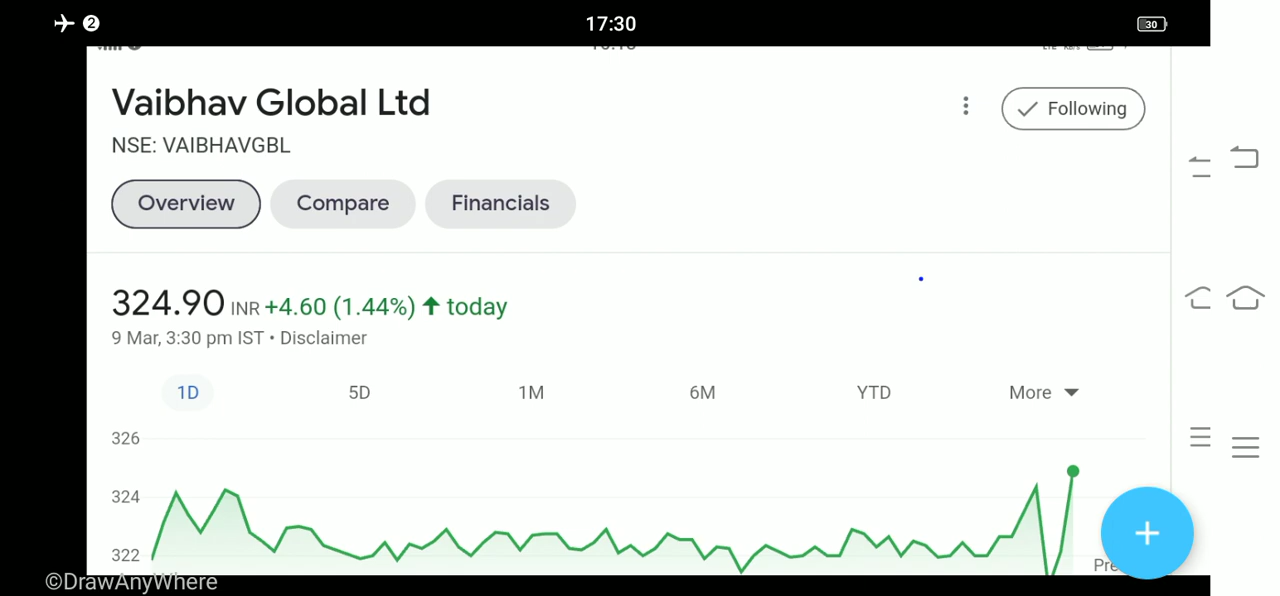 2 17:30 30
Vaibhav Global Ltd
Following
NSE: VAIBHAVGBL
Overview Compare Financials
324.90 INR +4.60 (1.44%) ↑ today
9 Mar, 3:30 pm IST • Disclaimer
1D 5D 1M 6M YTD More
326
324
322
©DrawAnyWhere